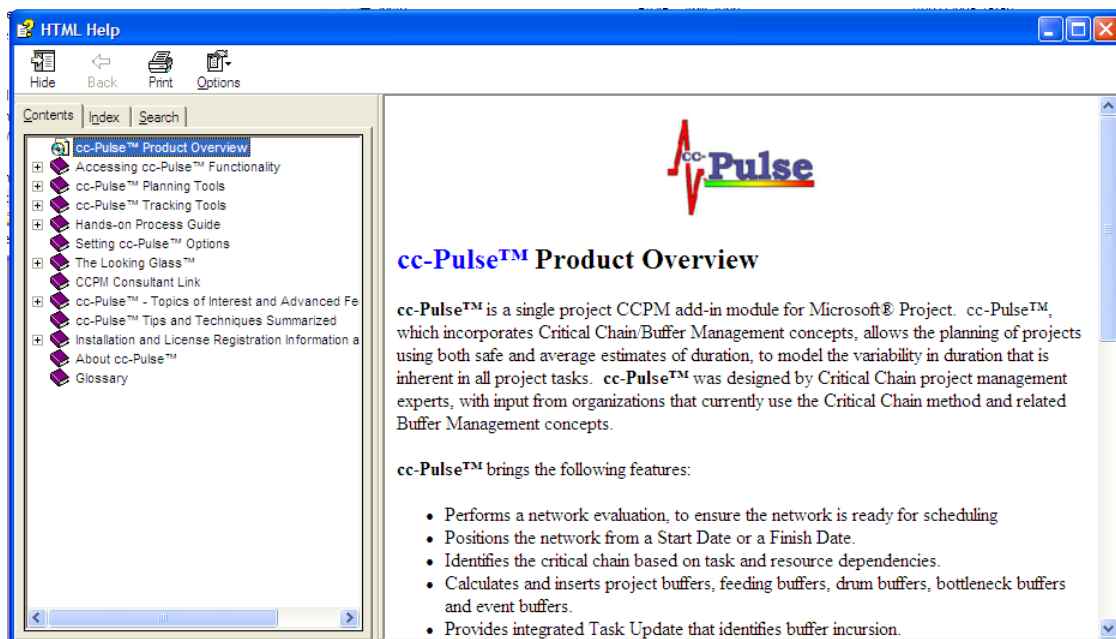 HTML Help
Hide
Back
Print
Options
Contents
Index
Search
cc-Pulse™ Product Overview
Accessing cc-Pulse™ Functionality
cc-Pulse™ Planning Tools
cc-Pulse™ Tracking Tools
Hands-on Process Guide
Setting cc-Pulse™ Options
The Looking Glass™
CCPM Consultant Link
cc-Pulse™ - Topics of Interest and Advanced Fe
cc-Pulse™ Tips and Techniques Summarized
Installation and License Registration Information a
About cc-Pulse™
Glossary
cc-Pulse
cc-Pulse™ Product Overview
cc-Pulse™ is a single project CCPM add-in module for Microsoft® Project. cc-Pulse™,
which incorporates Critical Chain/Buffer Management concepts, allows the planning of projects
using both safe and average estimates of duration, to model the variability in duration that is
inherent in all project tasks. cc-Pulse™ was designed by Critical Chain project management
experts, with input from organizations that currently use the Critical Chain method and related
Buffer Management concepts.
cc-Pulse™ brings the following features:
• Performs a network evaluation, to ensure the network is ready for scheduling
• Positions the network from a Start Date or a Finish Date.
• Identifies the critical chain based on task and resource dependencies.
• Calculates and inserts project buffers, feeding buffers, drum buffers, bottleneck buffers
and event buffers.
• Provides integrated Task Update that identifies buffer incursion.